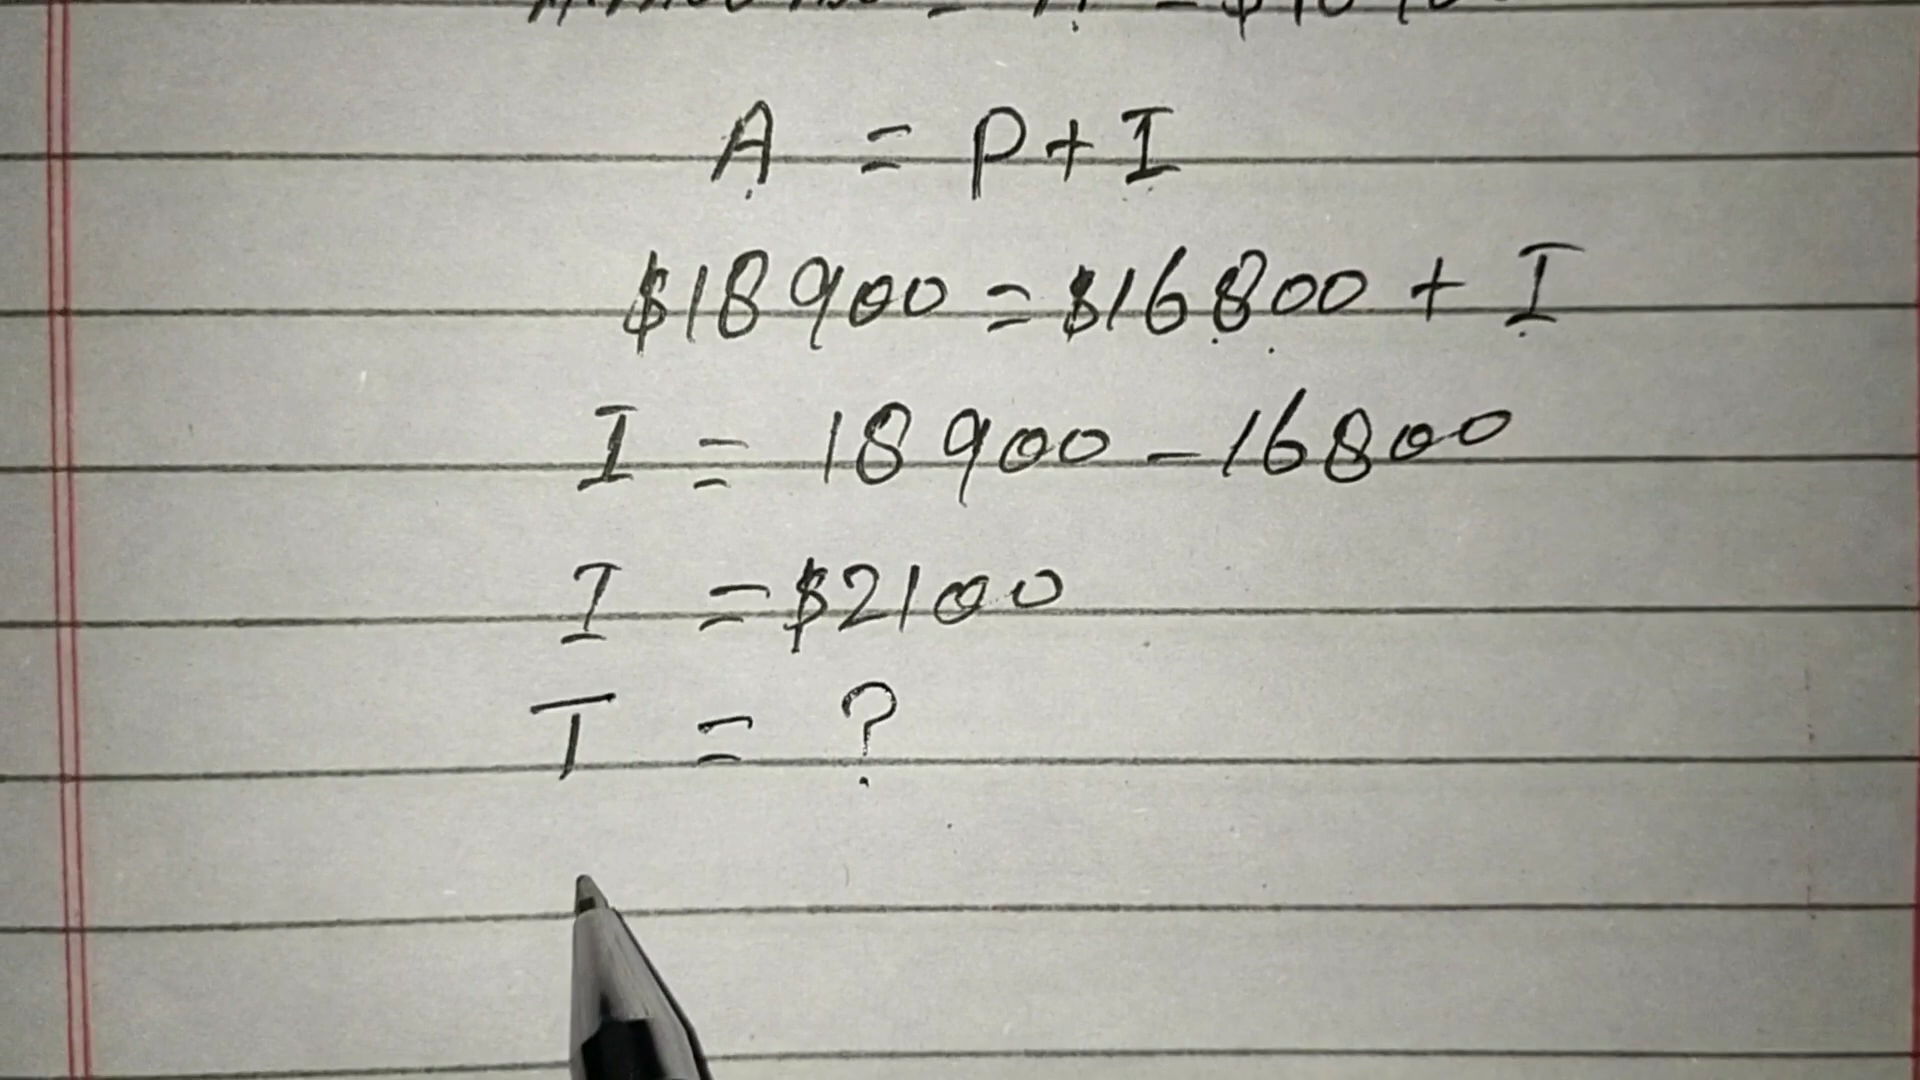 A = P + I
$18900 = $16800 + I
I = 18900 - 16800
I = $2100
T = ?